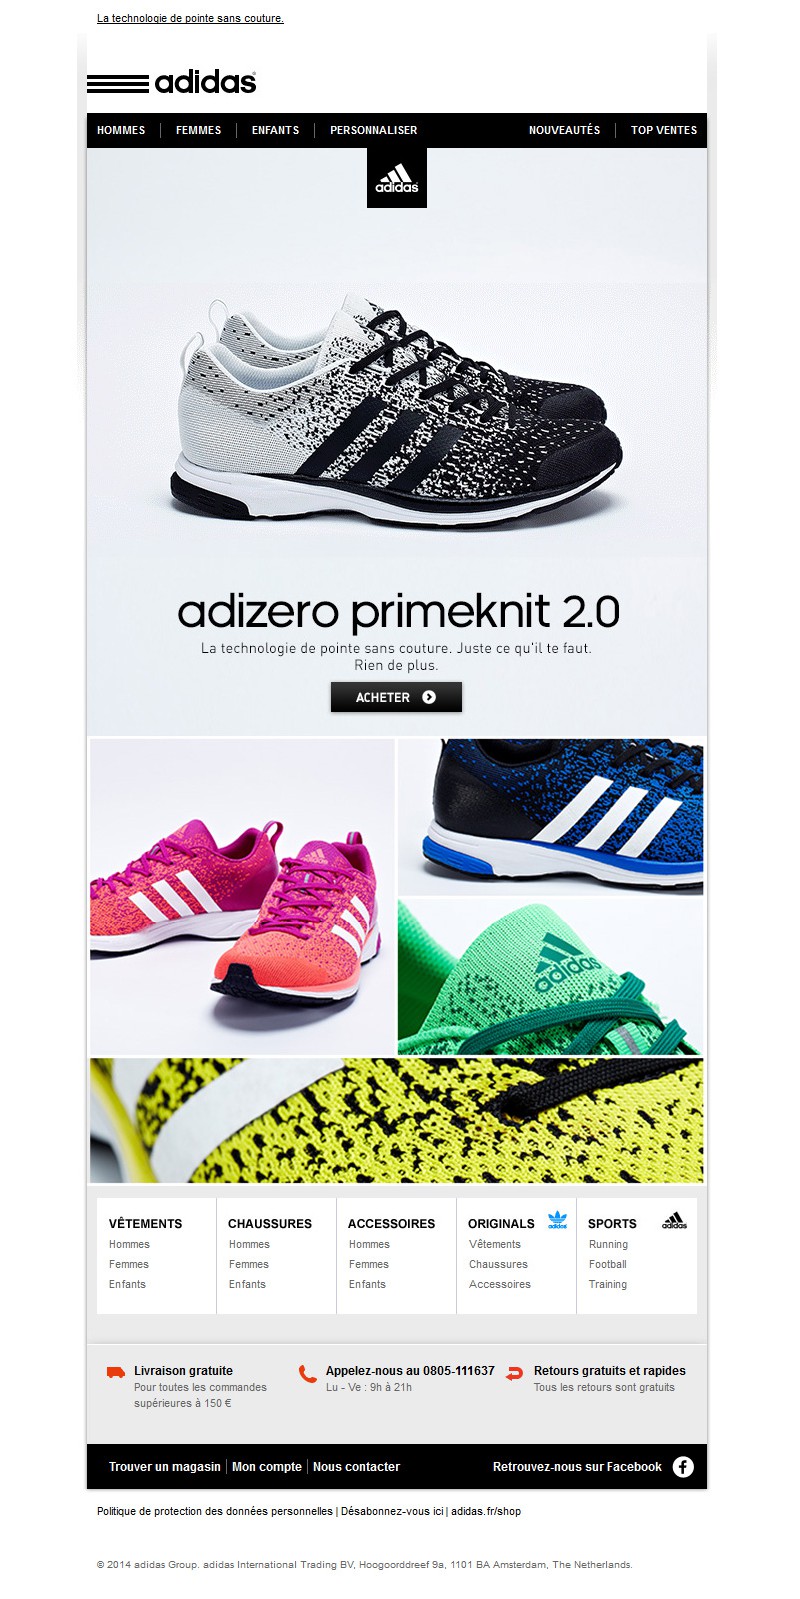 La technologie de pointe sans couture.
adidas
HOMMES FEMMES ENFANTS PERSONNALISER NOUVEAUTÉS TOP VENTES
adidas
adizero primeknit 2.0
La technologie de pointe sans couture. Juste ce qu'il te faut.
Rien de plus.
ACHETER
adidas
VÊTEMENTS
Hommes
Femmes
Enfants
CHAUSSURES
Hommes
Femmes
Enfants
ACCESSOIRES
Hommes
Femmes
Enfants
ORIGINALS adidas
Vêtements
Chaussures
Accessoires
SPORTS adidas
Running
Football
Training
Livraison gratuite
Pour toutes les commandes
supérieures à 150 €
Appelez-nous au 0805-111637
Lu - Ve : 9h à 21h
Retours gratuits et rapides
Tous les retours sont gratuits
Trouver un magasin | Mon compte | Nous contacter Retrouvez-nous sur Facebook
Politique de protection des données personnelles | Désabonnez-vous ici | adidas.fr/shop
© 2014 adidas Group. adidas International Trading BV, Hoogoorddreef 9a, 1101 BA Amsterdam, The Netherlands.